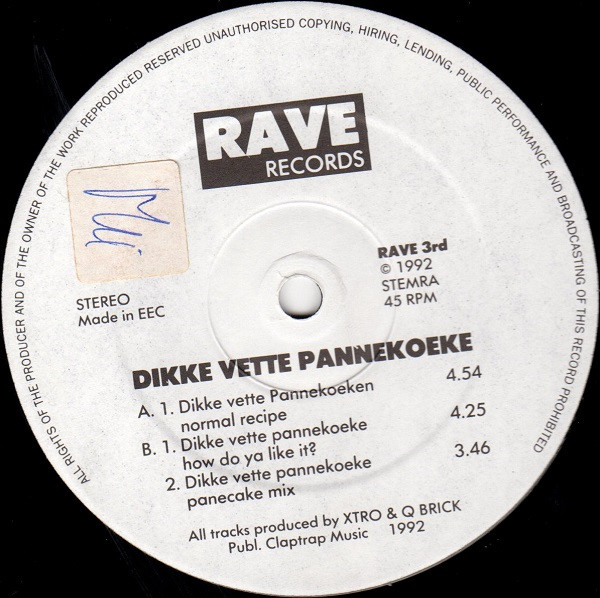 ALL RIGHTS OF THE PRODUCER AND OF THE OWNER OF THE WORK REPRODUCED RESERVED UNAUTHORISED COPYING, HIRING, LENDING, PUBLIC PERFORMANCE AND BROADCASTING OF THIS RECORD PROHIBITED
RAVE
RECORDS
STEREO
Made in EEC
RAVE 3rd
© 1992
STEMRA
45 RPM
DIKKE VETTE PANNEKOEKE
A. 1. Dikke vette Pannekoeken 4.54
normal recipe
B. 1. Dikke vette pannekoeke 4.25
how do ya like it?
2. Dikke vette pannekoeke 3.46
panecake mix
All tracks produced by XTRO & Q BRICK
Publ. Claptrap Music 1992